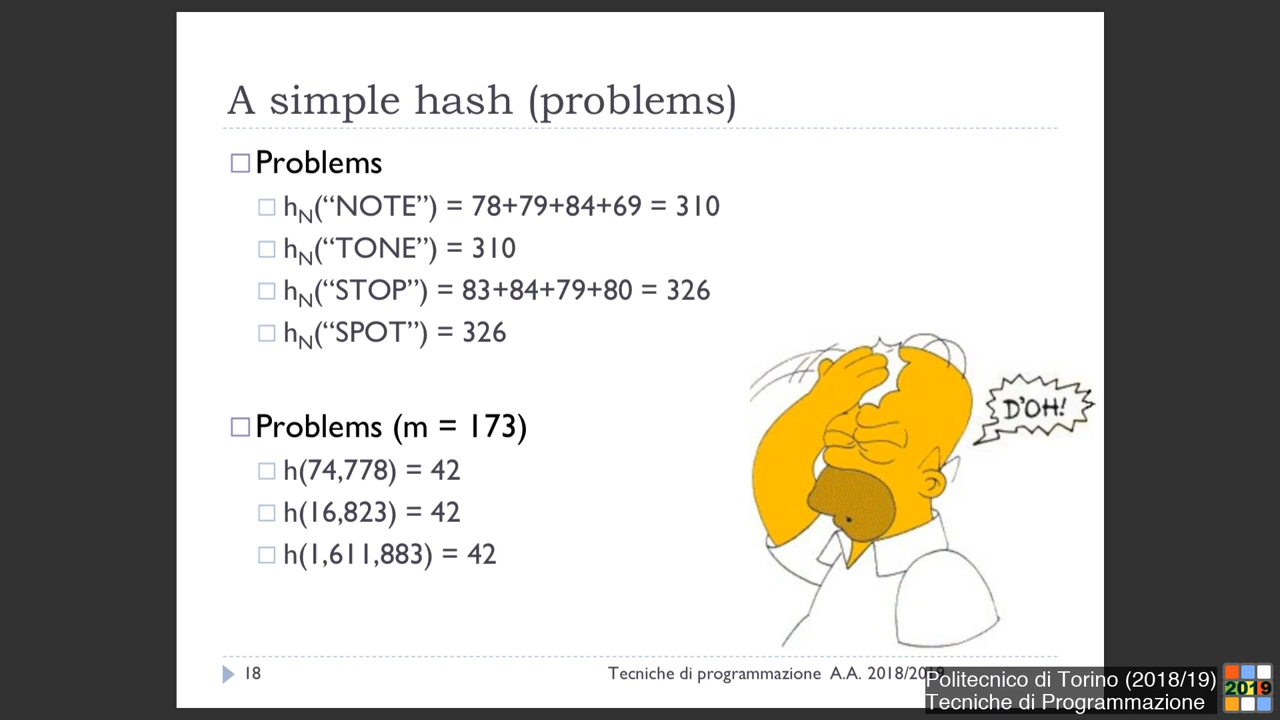 A simple hash (problems)
Problems
hN(“NOTE”) = 78+79+84+69 = 310
hN(“TONE”) = 310
hN(“STOP”) = 83+84+79+80 = 326
hN(“SPOT”) = 326
D'OH!
Problems (m = 173)
h(74,778) = 42
h(16,823) = 42
h(1,611,883) = 42
18
Tecniche di programmazione A.A. 2018/2019
Politecnico di Torino (2018/19)
Tecniche di Programmazione
2019